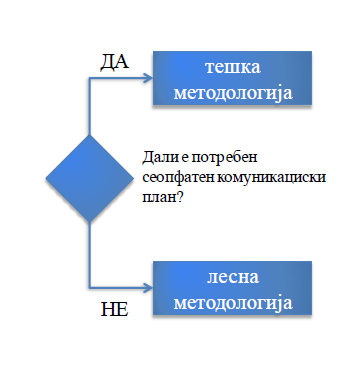 ДА
тешка
методологија
Дали е потребен
сеопфатен комуникациски
план?
лесна
методологија
НЕ